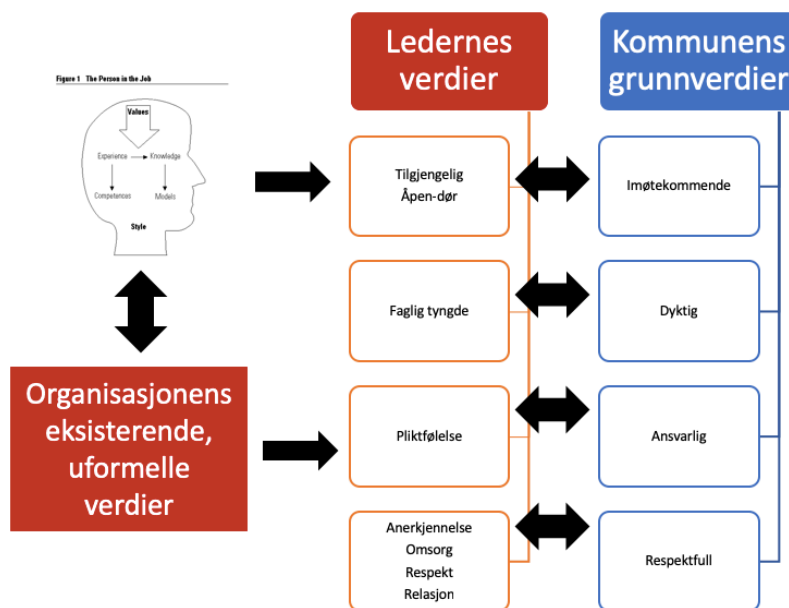 Figure 1 The Person in the Job
Values
Experience
Knowledge
Competences
Models
Style
Organisasjonens
eksisterende,
uformelle
verdier
Ledernes
verdier
Tilgjengelig
Åpen-dør
Faglig tyngde
Pliktfølelse
Anerkjennelse
Omsorg
Respekt
Relasjon
Kommunens
grunnverdier
Imøtekommende
Dyktig
Ansvarlig
Respektfull